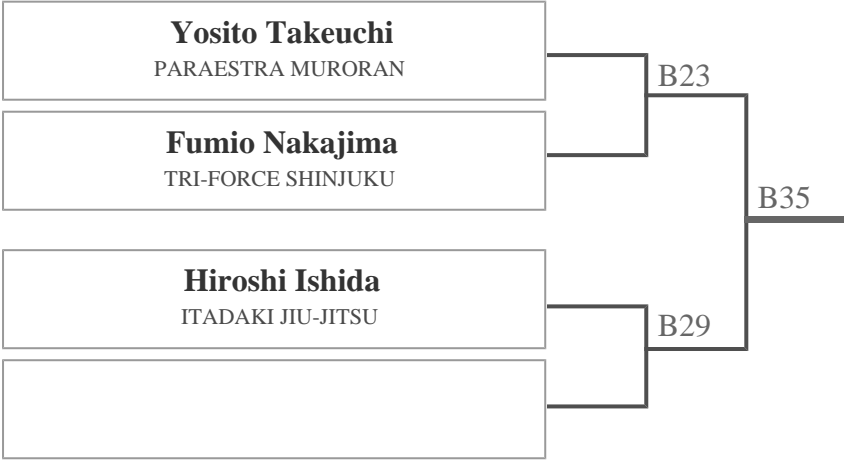 Yosito Takeuchi
PARAESTRA MURORAN
B23
Fumio Nakajima
TRI-FORCE SHINJUKU
B35
Hiroshi Ishida
ITADAKI JIU-JITSU
B29